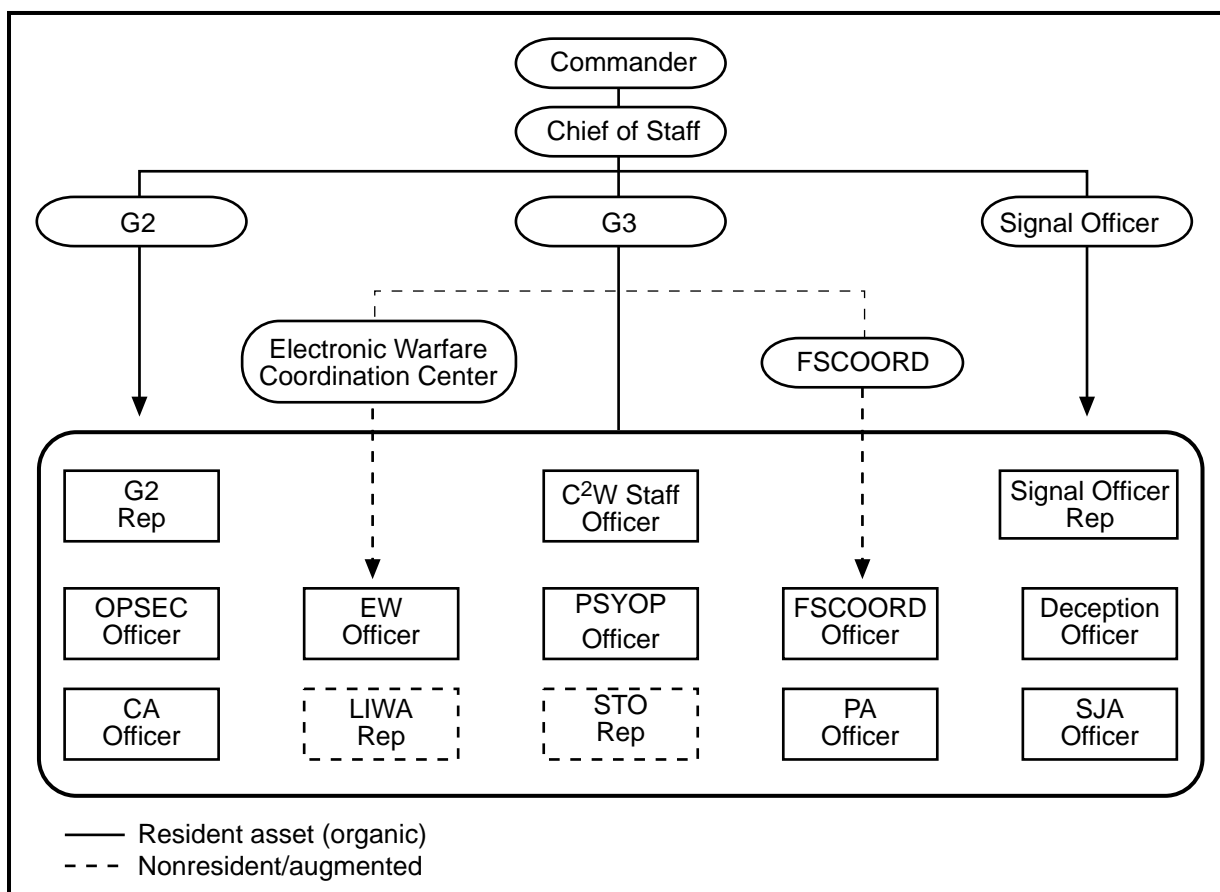 Commander
Chief of Staff
G2
G3
Signal Officer
Electronic Warfare
Coordination Center
FSCOORD
G2
Rep
C²W Staff
Officer
Signal Officer
Rep
OPSEC
Officer
EW
Officer
PSYOP
Officer
FSCOORD
Officer
Deception
Officer
CA
Officer
LIWA
Rep
STO
Rep
PA
Officer
SJA
Officer
Resident asset (organic)
Nonresident/augmented